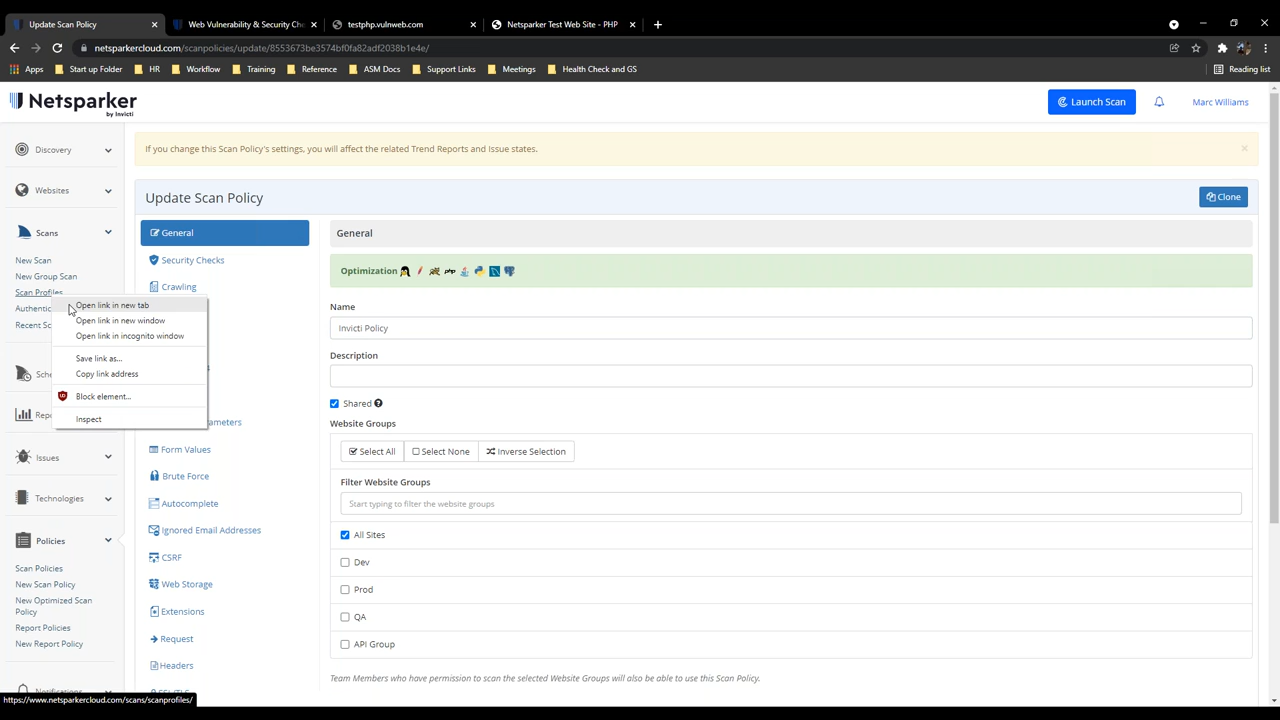 Update Scan Policy
Web Vulnerability & Security Che
testphp.vulnweb.com
Netsparker Test Web Site - PHP
netsparkercloud.com/scanpolicies/update/8553673be3574bf0fa82adf2038b1e4e/
Apps
Start up Folder
HR
Workflow
Training
Reference
ASM Docs
Support Links
Meetings
Health Check and GS
Reading list
Netsparker
by Invicti
Launch Scan
Marc Williams
Discovery
Websites
Scans
New Scan
New Group Scan
Scan Profiles
Authentic
Recent Sc
Sche
Repo
Issues
Technologies
Policies
Scan Policies
New Scan Policy
New Optimized Scan
Policy
Report Policies
New Report Policy
Notifications
Open link in new tab
Open link in new window
Open link in incognito window
Save link as...
Copy link address
Block element...
Inspect
If you change this Scan Policy's settings, you will affect the related Trend Reports and Issue states.
Update Scan Policy
Clone
General
Security Checks
Crawling
ameters
Form Values
Brute Force
Autocomplete
Ignored Email Addresses
CSRF
Web Storage
Extensions
Request
Headers
SSL/TLS
General
Optimization
Name
Invicti Policy
Description
Shared
Website Groups
Select All
Select None
Inverse Selection
Filter Website Groups
Start typing to filter the website groups
All Sites
Dev
Prod
QA
API Group
Team Members who have permission to scan the selected Website Groups will also be able to use this Scan Policy.
https://www.netsparkercloud.com/scans/scanprofiles/